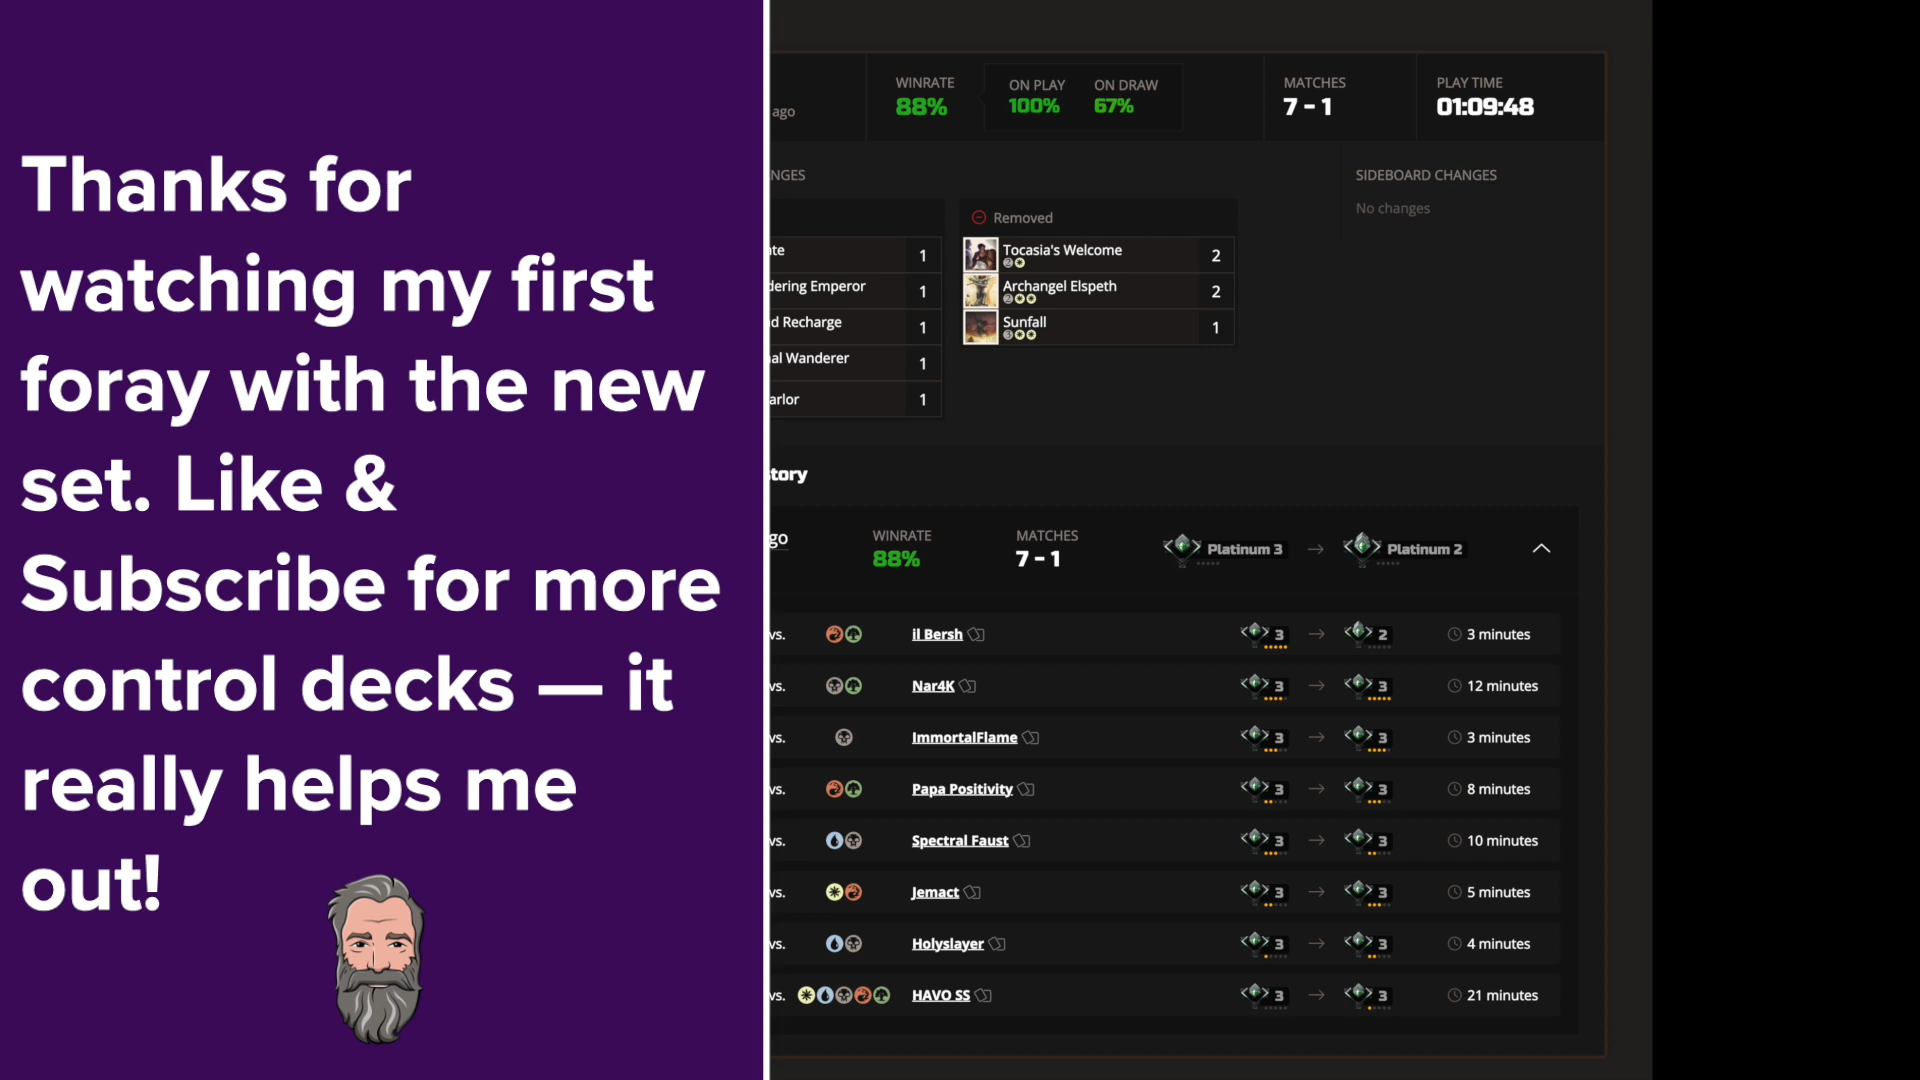 Thanks for
watching my first
foray with the new
set. Like &
Subscribe for more
control decks — it
really helps me
out!
ago
WINRATE
88%
ON PLAY
100%
ON DRAW
67%
MATCHES
7 - 1
PLAY TIME
01:09:48
NGES
SIDEBOARD CHANGES
No changes
te 1
dering Emperor 1
d Recharge 1
al Wanderer 1
arlor 1
Removed
Tocasia's Welcome 2
Archangel Elspeth 2
Sunfall 1
tory
go
WINRATE
88%
MATCHES
7 - 1
Platinum 3 → Platinum 2
vs. il Bersh 3 → 2 3 minutes
vs. Nar4K 3 → 3 12 minutes
vs. ImmortalFlame 3 → 3 3 minutes
vs. Papa Positivity 3 → 3 8 minutes
vs. Spectral Faust 3 → 3 10 minutes
vs. Jemact 3 → 3 5 minutes
vs. Holyslayer 3 → 3 4 minutes
vs. HAVO SS 3 → 3 21 minutes